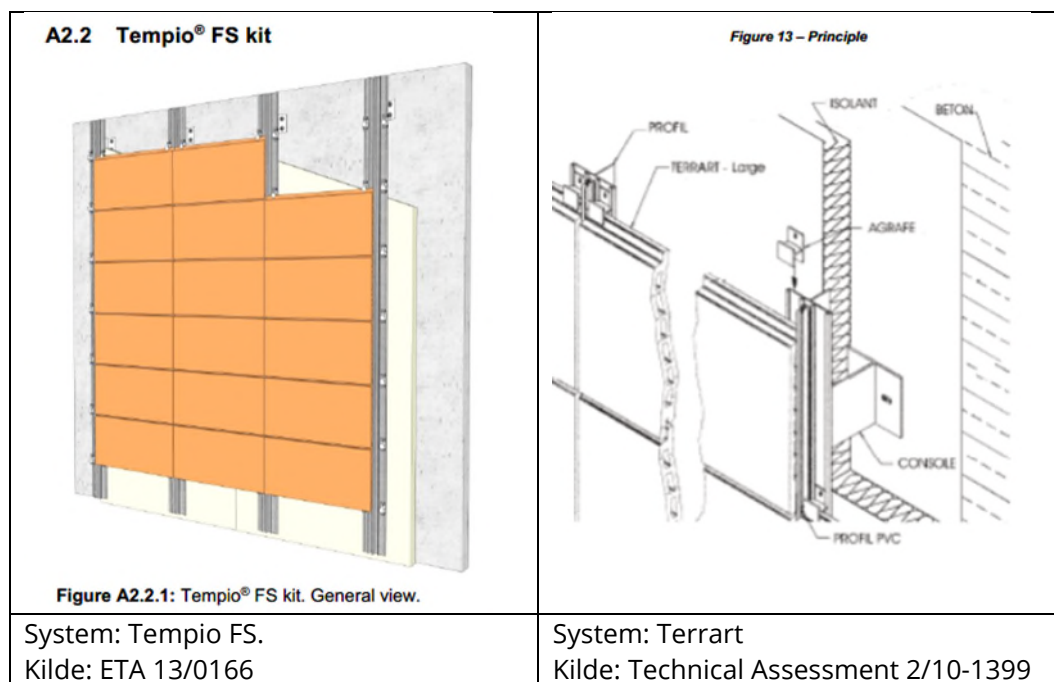 A2.2 Tempio® FS kit
Figure A2.2.1: Tempio® FS kit. General view.
Figure 13 – Principle
ISOLANT
BETON
PROFIL
TERRART - Large
AGRAFE
CONSOLE
PROFIL PVC
System: Tempio FS.
Kilde: ETA 13/0166
System: Terrart
Kilde: Technical Assessment 2/10-1399